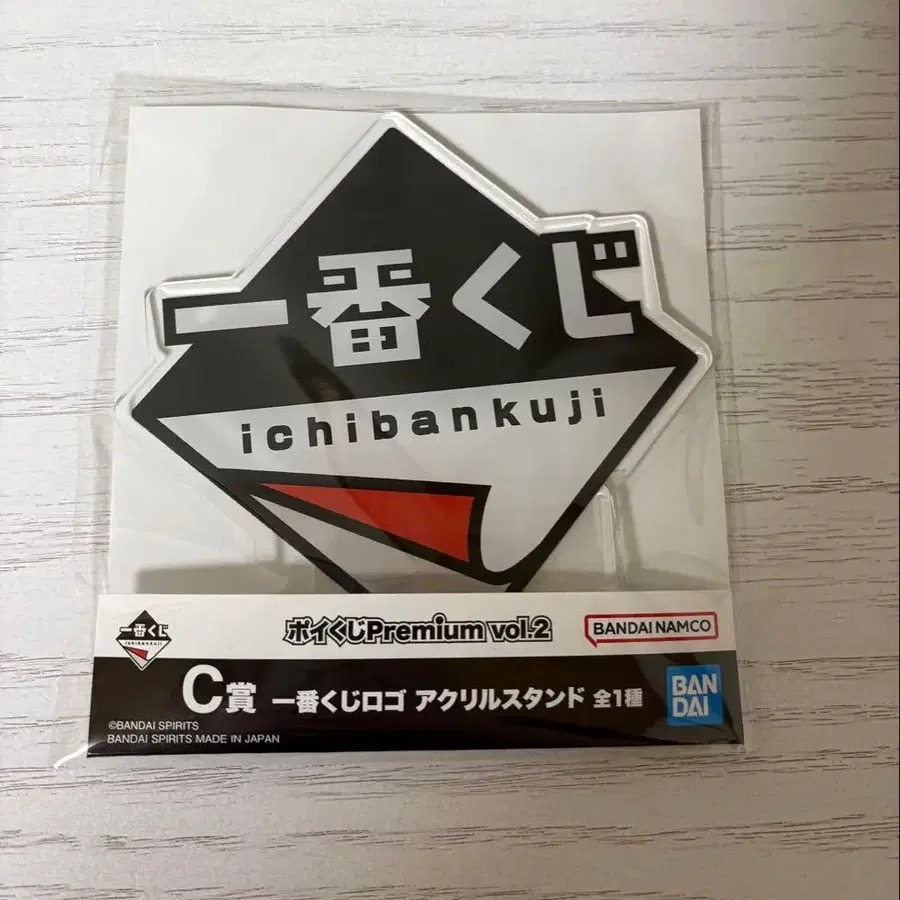 一番くじ
ichibankuji
一番くじ
ichibankuji
ポイくじPremium vol.2
BANDAI NAMCO
C賞 一番くじロゴ アクリルスタンド 全1種
BAN
DAI
©BANDAI SPIRITS
BANDAI SPIRITS MADE IN JAPAN